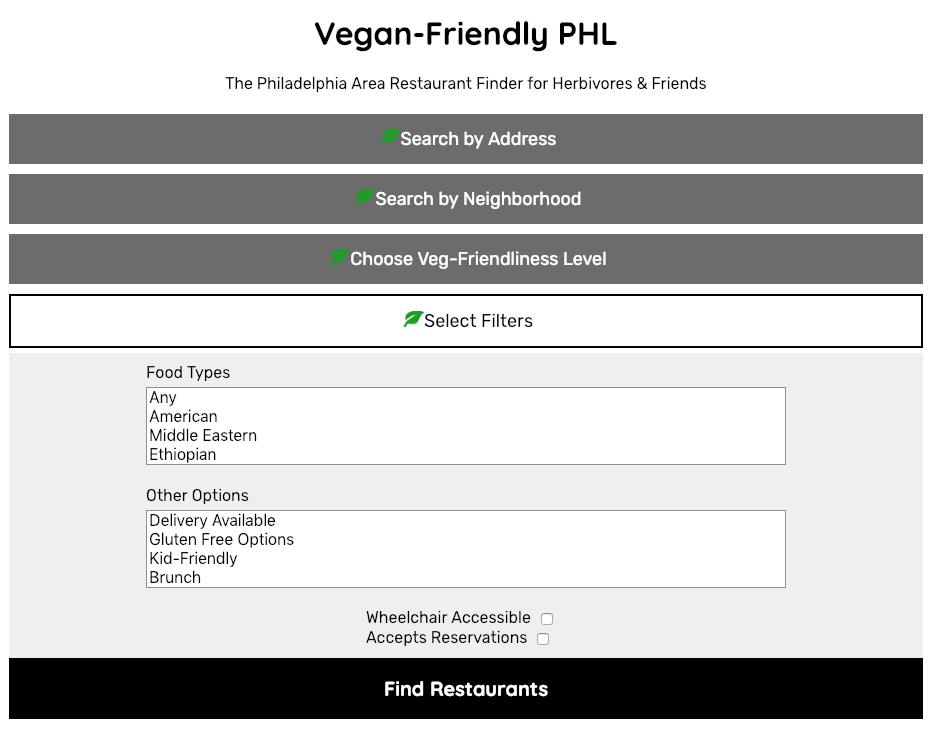 Vegan-Friendly PHL
The Philadelphia Area Restaurant Finder for Herbivores & Friends
Search by Address
Search by Neighborhood
Choose Veg-Friendliness Level
Select Filters
Food Types
Any
American
Middle Eastern
Ethiopian
Other Options
Delivery Available
Gluten Free Options
Kid-Friendly
Brunch
Wheelchair Accessible
Accepts Reservations
Find Restaurants